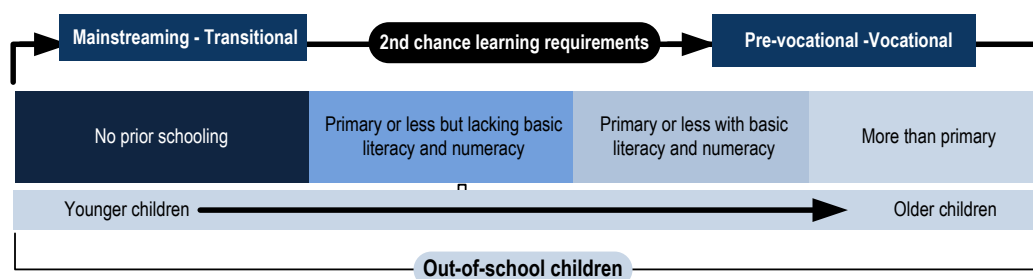 Mainstreaming - Transitional
2nd chance learning requirements
Pre-vocational -Vocational
No prior schooling
Primary or less but lacking basic
literacy and numeracy
Primary or less with basic
literacy and numeracy
More than primary
Younger children
Older children
Out-of-school children